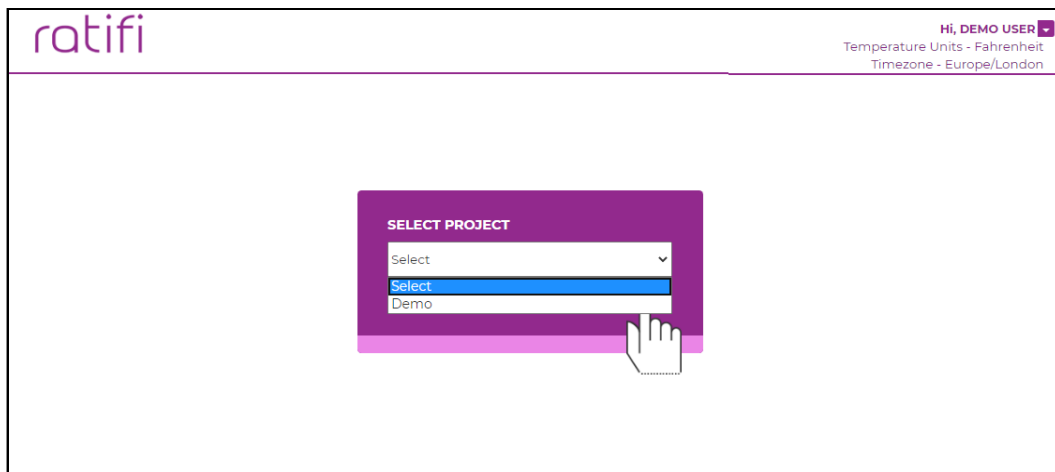 ratifi
Hi, DEMO USER
Temperature Units - Fahrenheit
Timezone - Europe/London
SELECT PROJECT
Select
Select
Demo